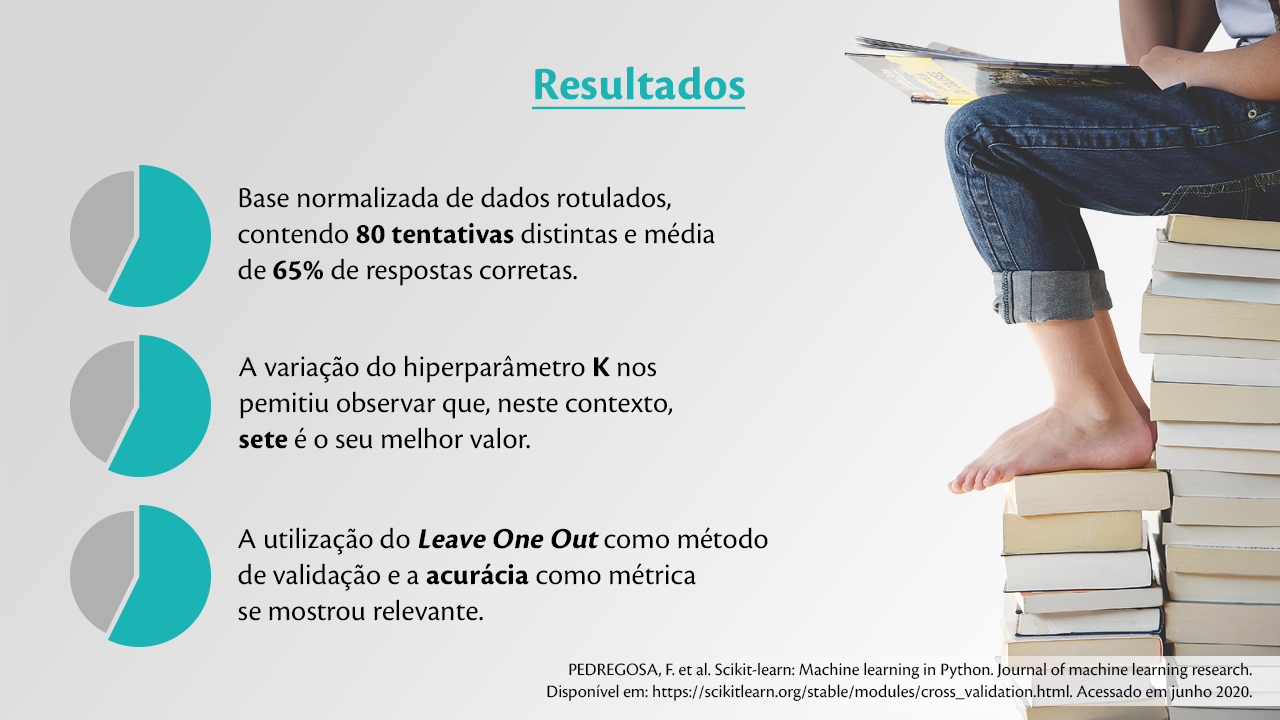 Resultados
Base normalizada de dados rotulados,
contendo 80 tentativas distintas e média
de 65% de respostas corretas.
A variação do hiperparâmetro K nos
pemitiu observar que, neste contexto,
sete é o seu melhor valor.
A utilização do Leave One Out como método
de validação e a acurácia como métrica
se mostrou relevante.
PEDREGOSA, F. et al. Scikit-learn: Machine learning in Python. Journal of machine learning research.
Disponível em: https://scikitlearn.org/stable/modules/cross_validation.html. Acessado em junho 2020.